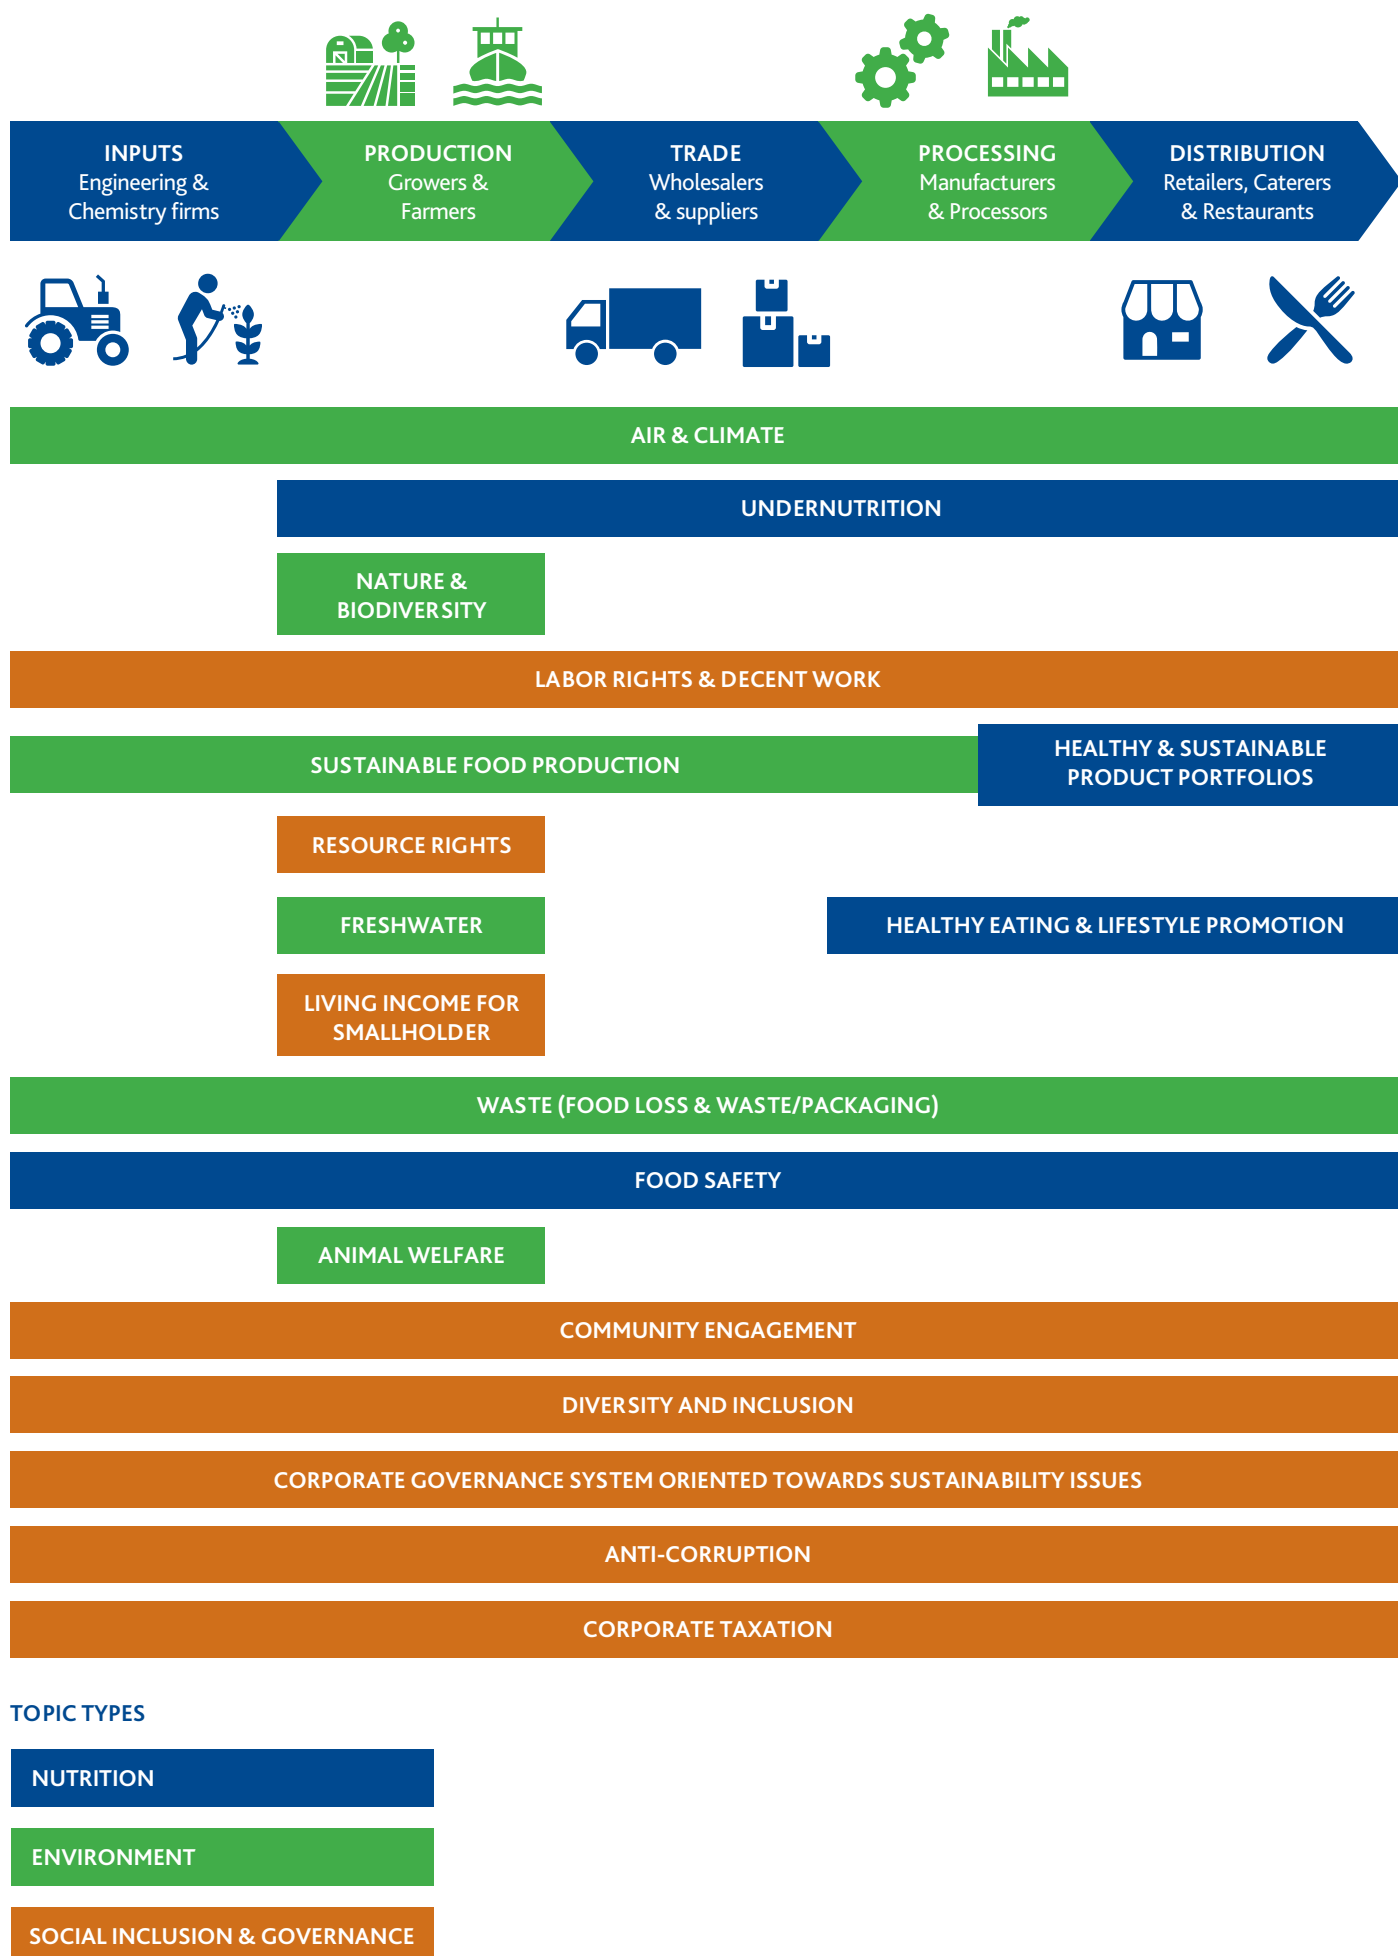 INPUTS
Engineering &
Chemistry firms
PRODUCTION
Growers &
Farmers
TRADE
Wholesalers
& suppliers
PROCESSING
Manufacturers
& Processors
DISTRIBUTION
Retailers, Caterers
& Restaurants
AIR & CLIMATE
UNDERNUTRITION
NATURE &
BIODIVERSITY
LABOR RIGHTS & DECENT WORK
SUSTAINABLE FOOD PRODUCTION
HEALTHY & SUSTAINABLE
PRODUCT PORTFOLIOS
RESOURCE RIGHTS
FRESHWATER
HEALTHY EATING & LIFESTYLE PROMOTION
LIVING INCOME FOR
SMALLHOLDER
WASTE (FOOD LOSS & WASTE/PACKAGING)
FOOD SAFETY
ANIMAL WELFARE
COMMUNITY ENGAGEMENT
DIVERSITY AND INCLUSION
CORPORATE GOVERNANCE SYSTEM ORIENTED TOWARDS SUSTAINABILITY ISSUES
ANTI-CORRUPTION
CORPORATE TAXATION
TOPIC TYPES
NUTRITION
ENVIRONMENT
SOCIAL INCLUSION & GOVERNANCE